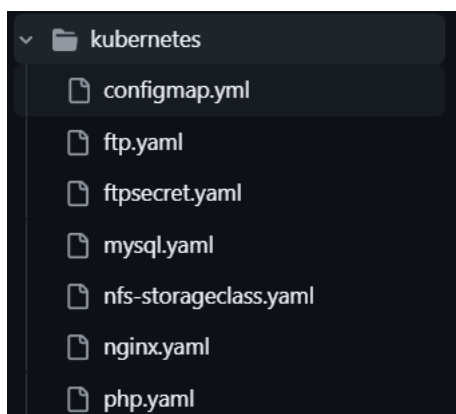 kubernetes
configmap.yml
ftp.yaml
ftpsecret.yaml
mysql.yaml
nfs-storageclass.yaml
nginx.yaml
php.yaml